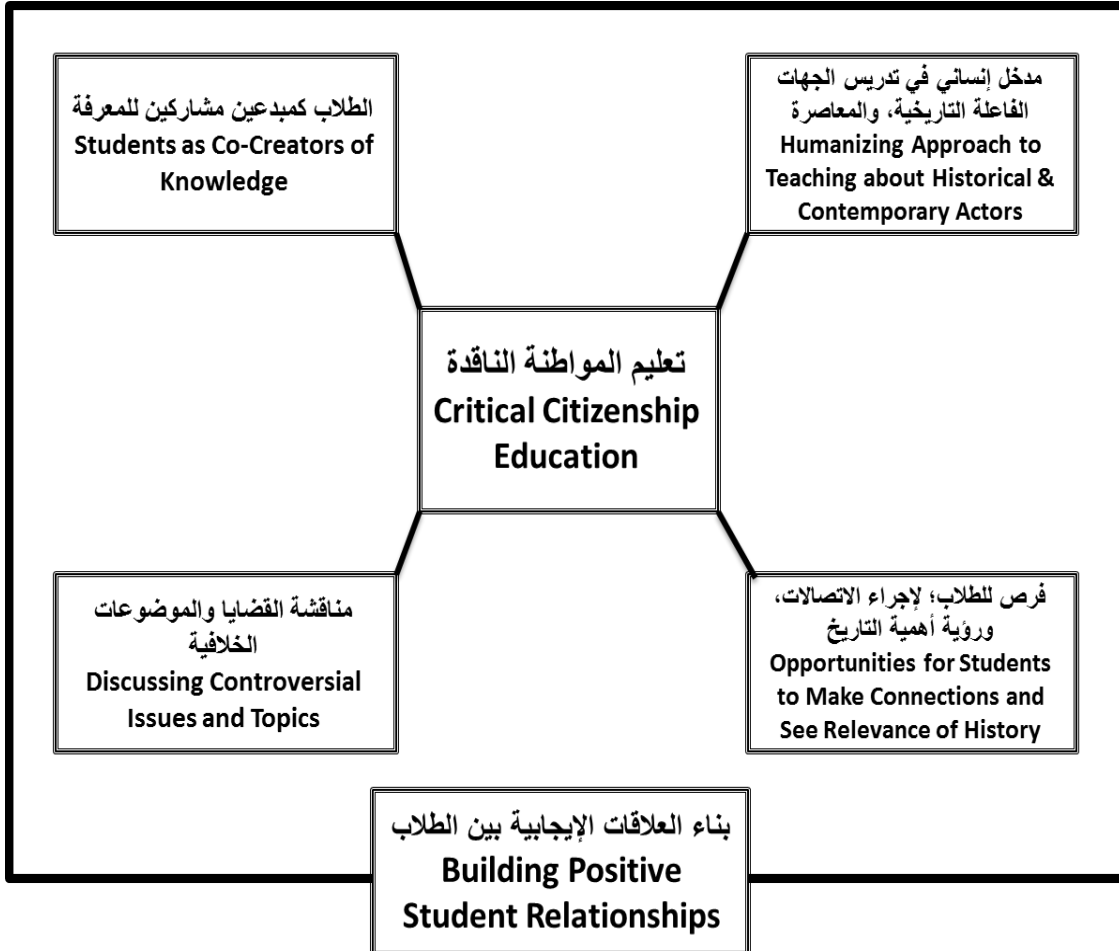 الطلاب كمبدعين مشاركين للمعرفة
Students as Co-Creators of
Knowledge
مدخل إنساني في تدريس الجهات
الفاعلة التاريخية، والمعاصرة
Humanizing Approach to
Teaching about Historical &
Contemporary Actors
تعليم المواطنة الناقدة
Critical Citizenship
Education
مناقشة القضايا والموضوعات
الخلافية
Discussing Controversial
Issues and Topics
فرص للطلاب؛ لإجراء الاتصالات،
ورؤية أهمية التاريخ
Opportunities for Students
to Make Connections and
See Relevance of History
بناء العلاقات الإيجابية بين الطلاب
Building Positive
Student Relationships